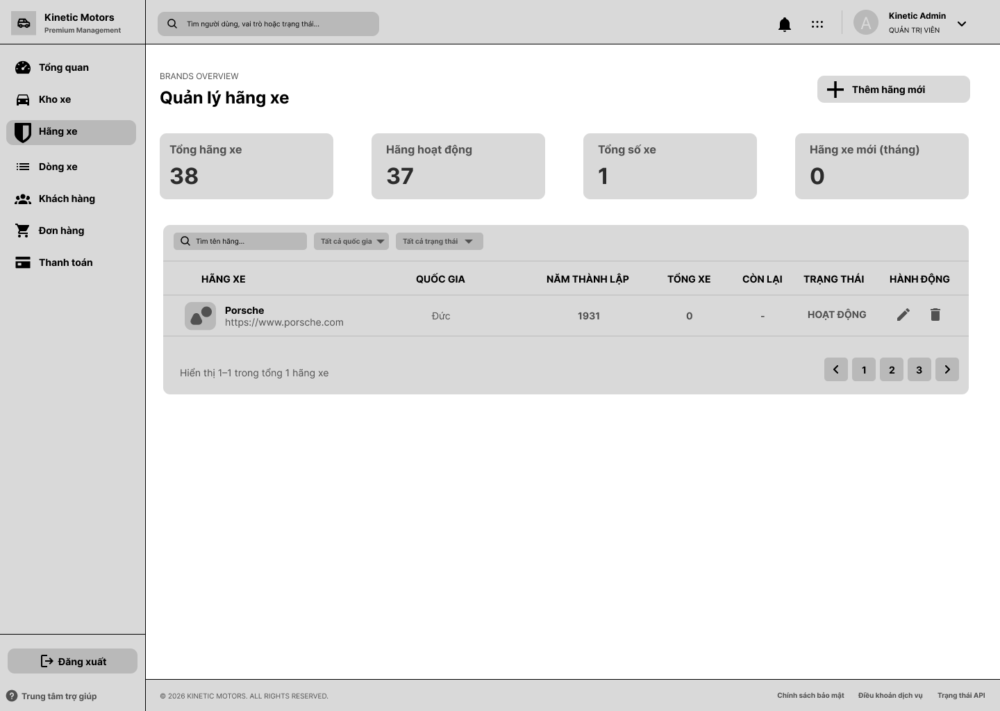 Kinetic Motors
Premium Management
Tìm người dùng, vai trò hoặc trạng thái...
A
Kinetic Admin
QUẢN TRỊ VIÊN
Tổng quan
Kho xe
Hãng xe
Dòng xe
Khách hàng
Đơn hàng
Thanh toán
Đăng xuất
Trung tâm trợ giúp
BRANDS OVERVIEW
Quản lý hãng xe
Thêm hãng mới
Tổng hãng xe
38
Hãng hoạt động
37
Tổng số xe
1
Hãng xe mới (tháng)
0
Tìm tên hãng...
Tất cả quốc gia
Tất cả trạng thái
HÃNG XE QUỐC GIA NĂM THÀNH LẬP TỔNG XE CÒN LẠI TRẠNG THÁI HÀNH ĐỘNG
Porsche
https://www.porsche.com
Đức 1931 0 - HOẠT ĐỘNG
Hiển thị 1–1 trong tổng 1 hãng xe
1 2 3
© 2026 KINETIC MOTORS. ALL RIGHTS RESERVED.
Chính sách bảo mật Điều khoản dịch vụ Trạng thái API